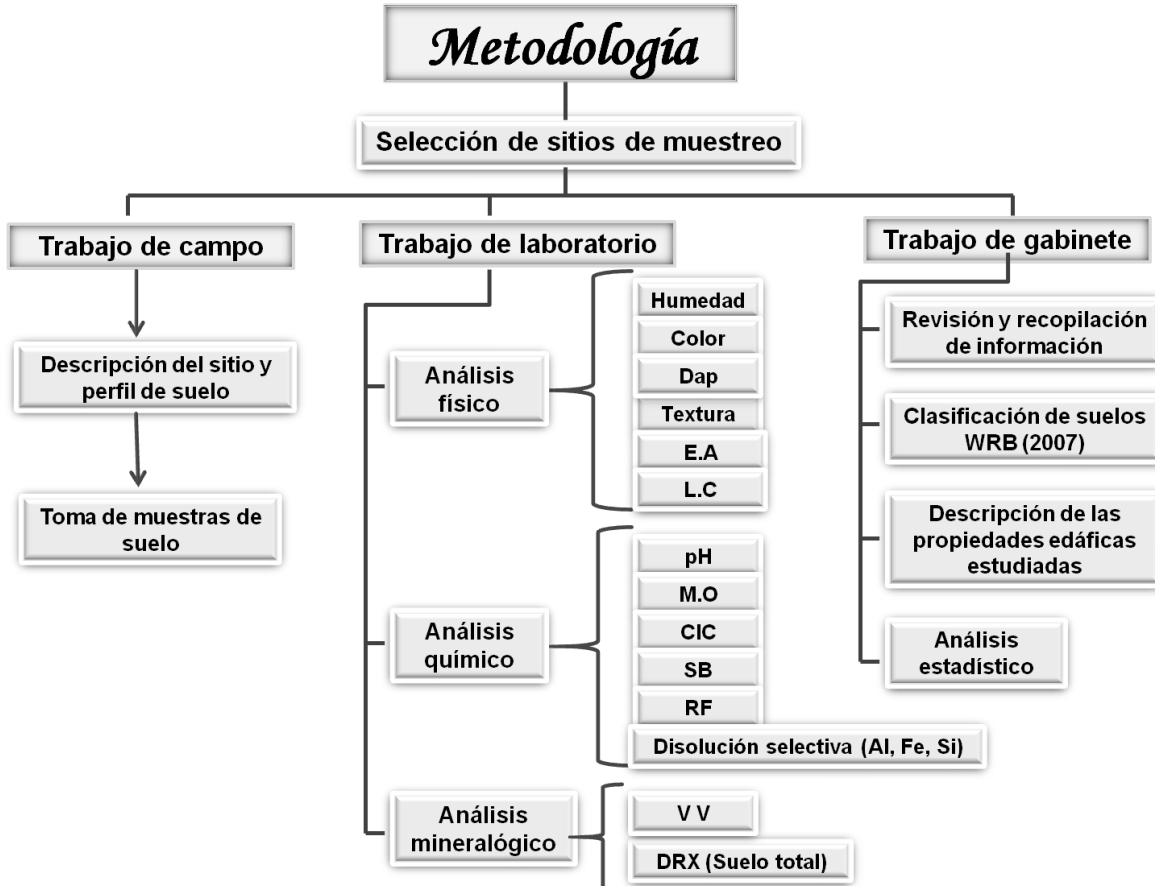 Metodología
Selección de sitios de muestreo
Trabajo de campo
Descripción del sitio y
perfil de suelo
Toma de muestras de
suelo
Trabajo de laboratorio
Análisis
físico
Humedad
Color
Dap
Textura
E.A
L.C
Análisis
químico
pH
M.O
CIC
SB
RF
Disolución selectiva (Al, Fe, Si)
Análisis
mineralógico
V V
DRX (Suelo total)
Trabajo de gabinete
Revisión y recopilación
de información
Clasificación de suelos
WRB (2007)
Descripción de las
propiedades edáficas
estudiadas
Análisis
estadístico